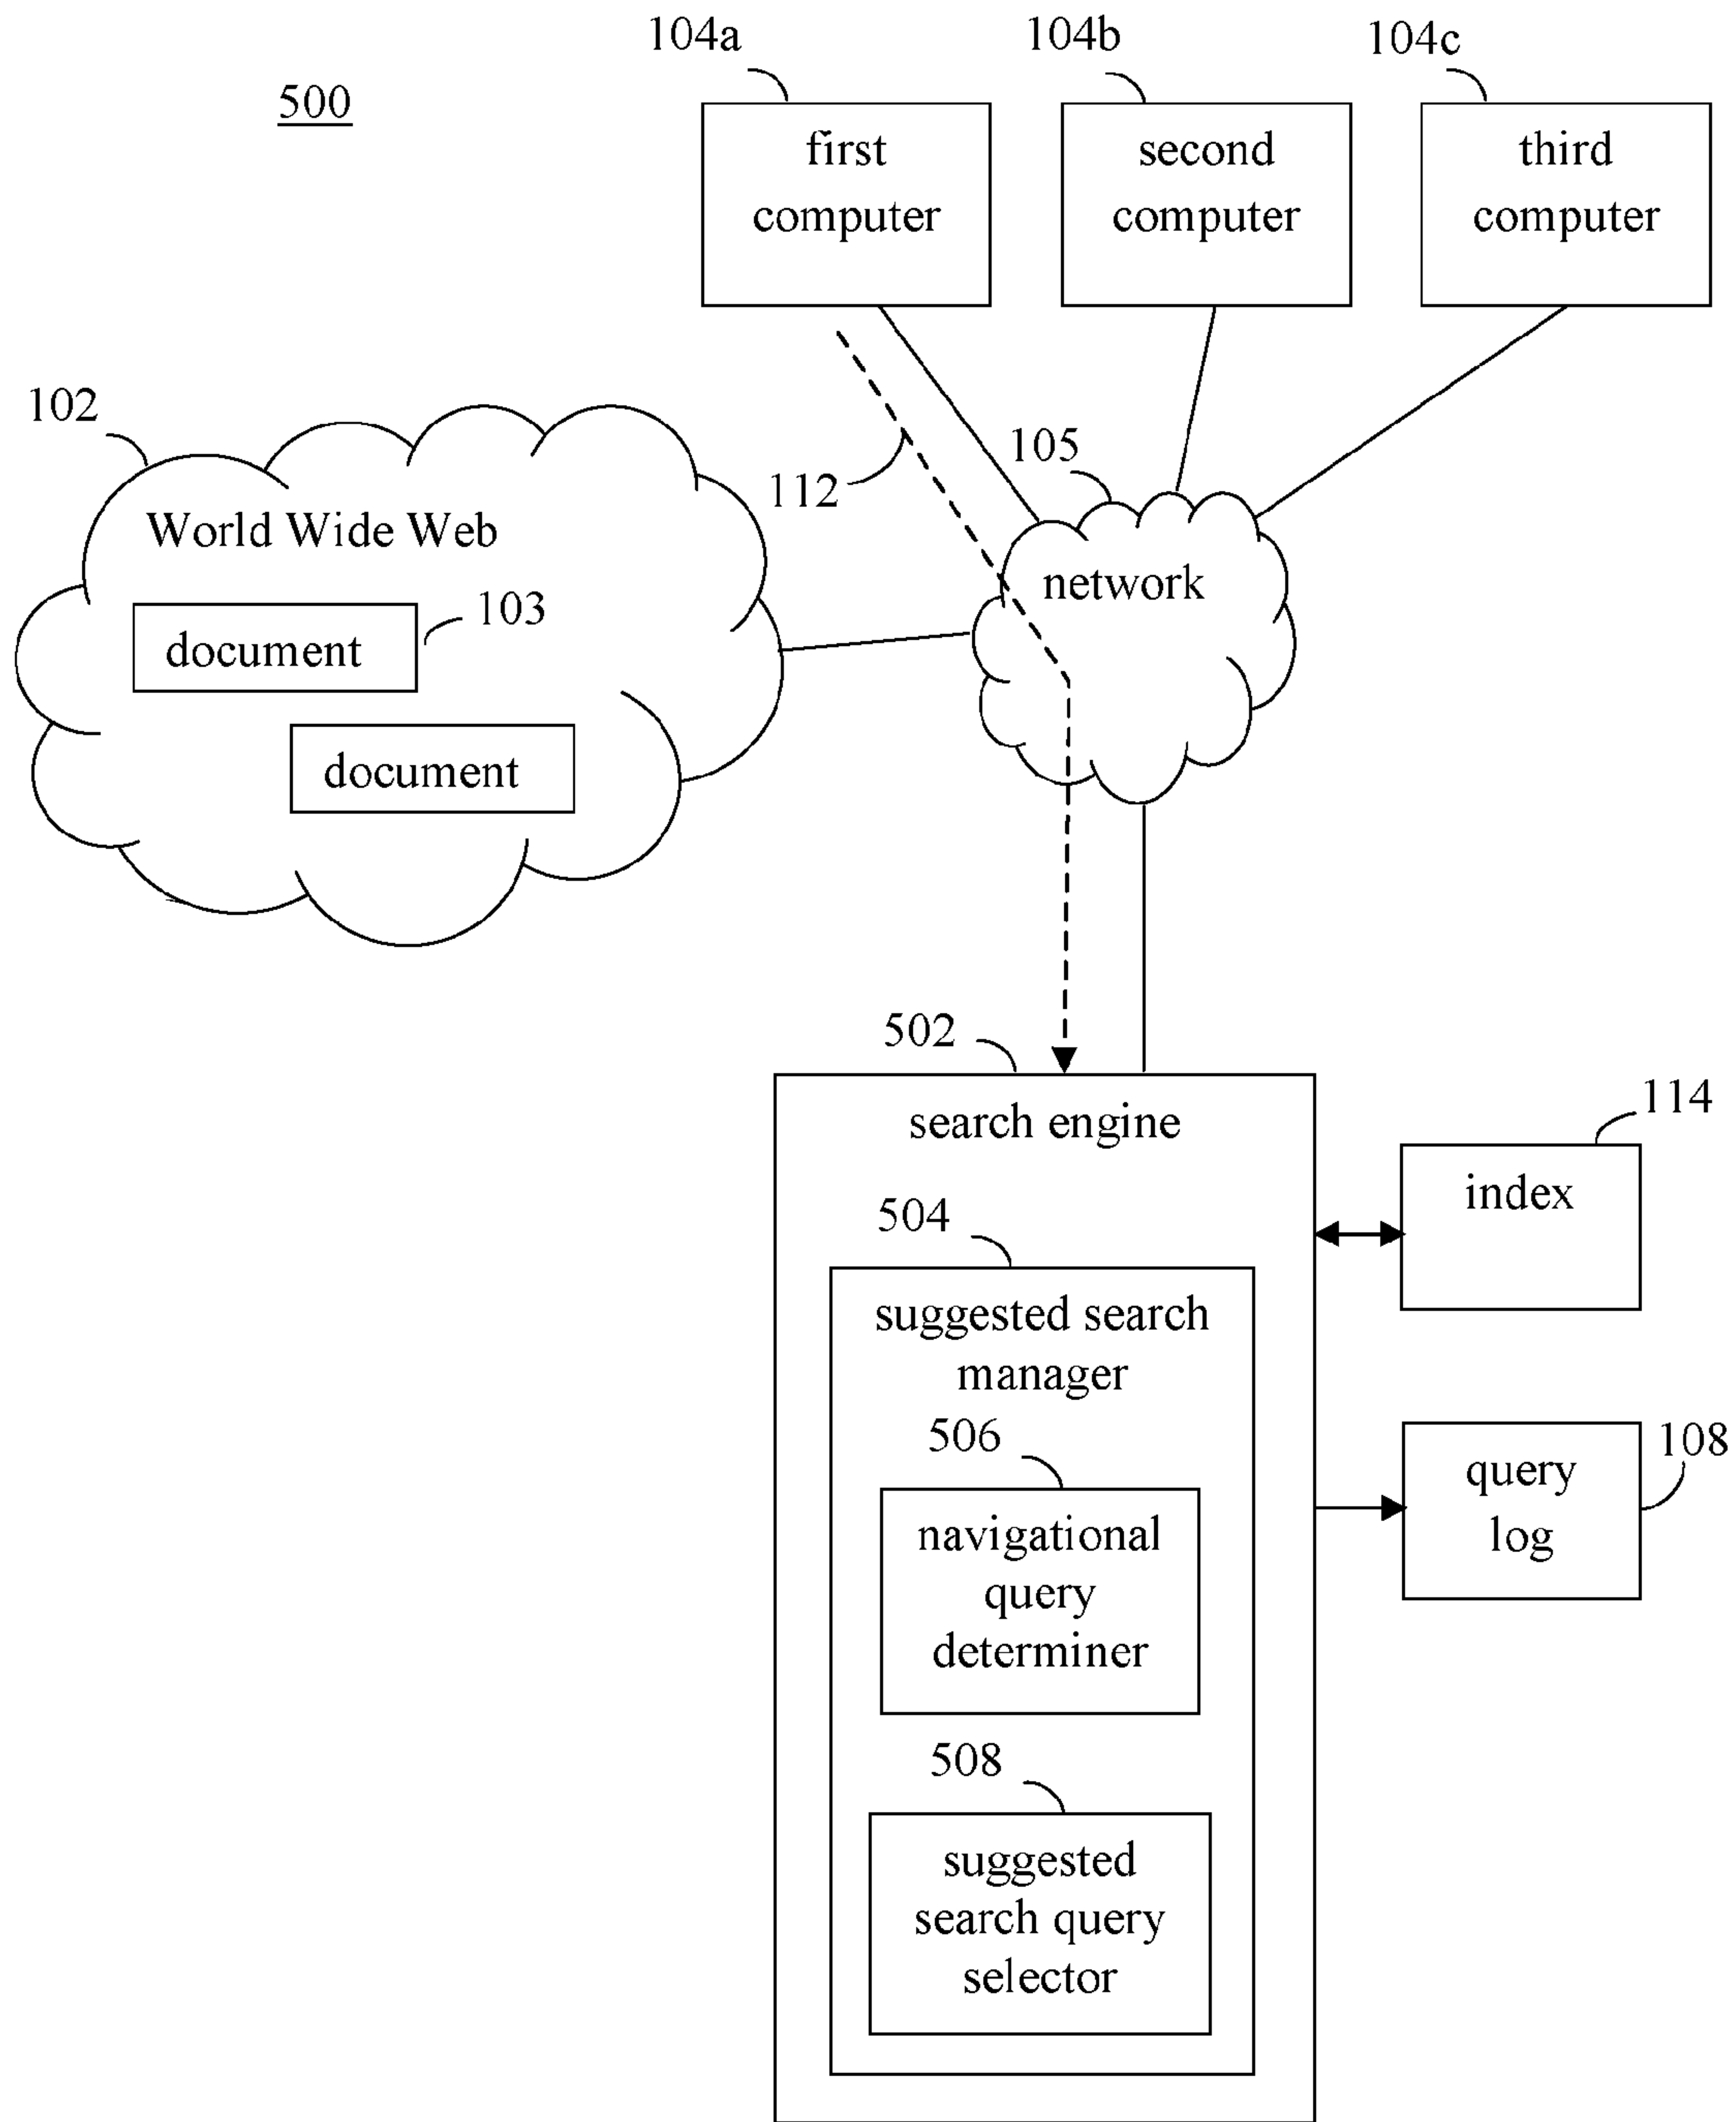 104a
104b
104c
500
first
computer
second
computer
third
computer
102
105
112
World Wide Web
network
103
document
document
502
search engine
114
index
504
suggested search
manager
506
108
query
log
navigational
query
determiner
508
suggested
search query
selector